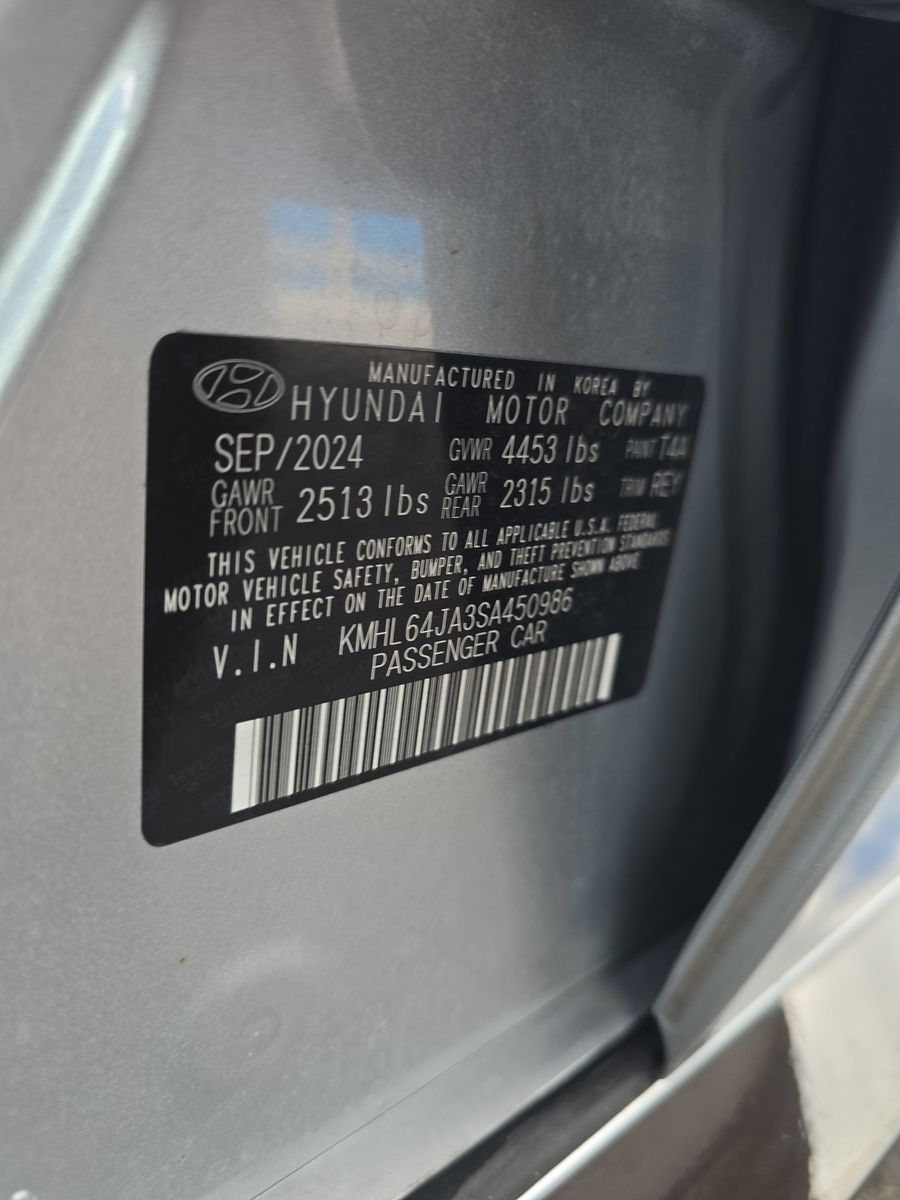 MANUFACTURED IN KOREA BY
HYUNDAI MOTOR COMPANY
SEP/2024 GVWR 4453 lbs PAINT T4A
GAWR FRONT 2513 lbs GAWR REAR 2315 lbs TRIM REY
THIS VEHICLE CONFORMS TO ALL APPLICABLE U.S.A. FEDERAL
MOTOR VEHICLE SAFETY, BUMPER, AND THEFT PREVENTION STANDARDS
IN EFFECT ON THE DATE OF MANUFACTURE SHOWN ABOVE
V.I.N KMHL64JA3SA450986
PASSENGER CAR